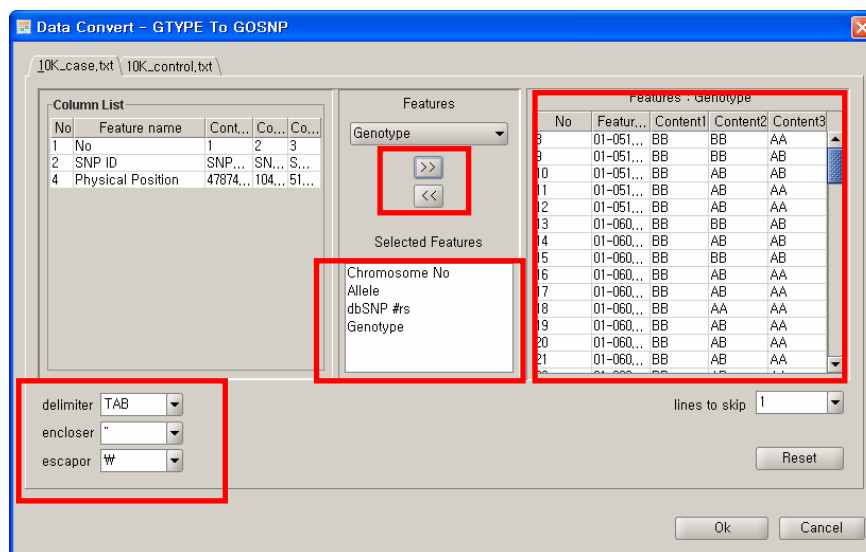 Data Convert - GTYPE To GOSNP
10K_case,txt 10K_control,txt
Column List
No Feature name Cont... Co... Co...
1 No 1 2 3
2 SNP ID SNP... SN... S...
4 Physical Position 47874... 104... 51...
Features
Genotype
>>
<<
Selected Features
Chromosome No
Allele
dbSNP #rs
Genotype
Features : Genotype
No Featur... Content1 Content2 Content3
8 01-051... BB BB AA
9 01-051... BB BB AB
10 01-051... BB AB AB
11 01-051... BB AB AA
12 01-051... BB AB AA
13 01-060... BB BB AB
14 01-060... BB AB AB
15 01-060... BB BB AB
16 01-060... BB AB AA
17 01-060... BB AB AA
18 01-060... BB AA AA
19 01-060... BB AB AA
20 01-060... BB AB AA
21 01-060... BB AB AA
delimiter TAB
encloser "
escapor ₩
lines to skip 1
Reset
Ok Cancel